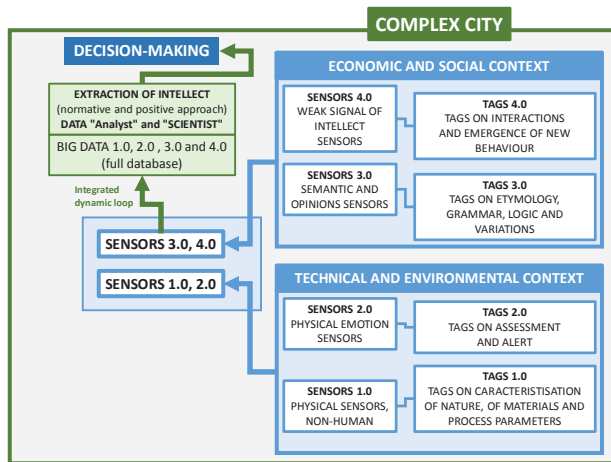 COMPLEX CITY
DECISION-MAKING
EXTRACTION OF INTELLECT
(normative and positive approach)
DATA "Analyst" and "SCIENTIST"
BIG DATA 1.0, 2.0 , 3.0 and 4.0
(full database)
Integrated
dynamic loop
SENSORS 3.0, 4.0
SENSORS 1.0, 2.0
ECONOMIC AND SOCIAL CONTEXT
SENSORS 4.0
WEAK SIGNAL OF
INTELLECT
SENSORS
TAGS 4.0
TAGS ON INTERACTIONS
AND EMERGENCE OF NEW
BEHAVIOUR
SENSORS 3.0
SEMANTIC AND
OPINIONS SENSORS
TAGS 3.0
TAGS ON ETYMOLOGY,
GRAMMAR, LOGIC AND
VARIATIONS
TECHNICAL AND ENVIRONMENTAL CONTEXT
SENSORS 2.0
PHYSICAL EMOTION
SENSORS
TAGS 2.0
TAGS ON ASSESSMENT
AND ALERT
SENSORS 1.0
PHYSICAL SENSORS,
NON-HUMAN
TAGS 1.0
TAGS ON CARACTERISTISATION
OF NATURE, OF MATERIALS AND
PROCESS PARAMETERS